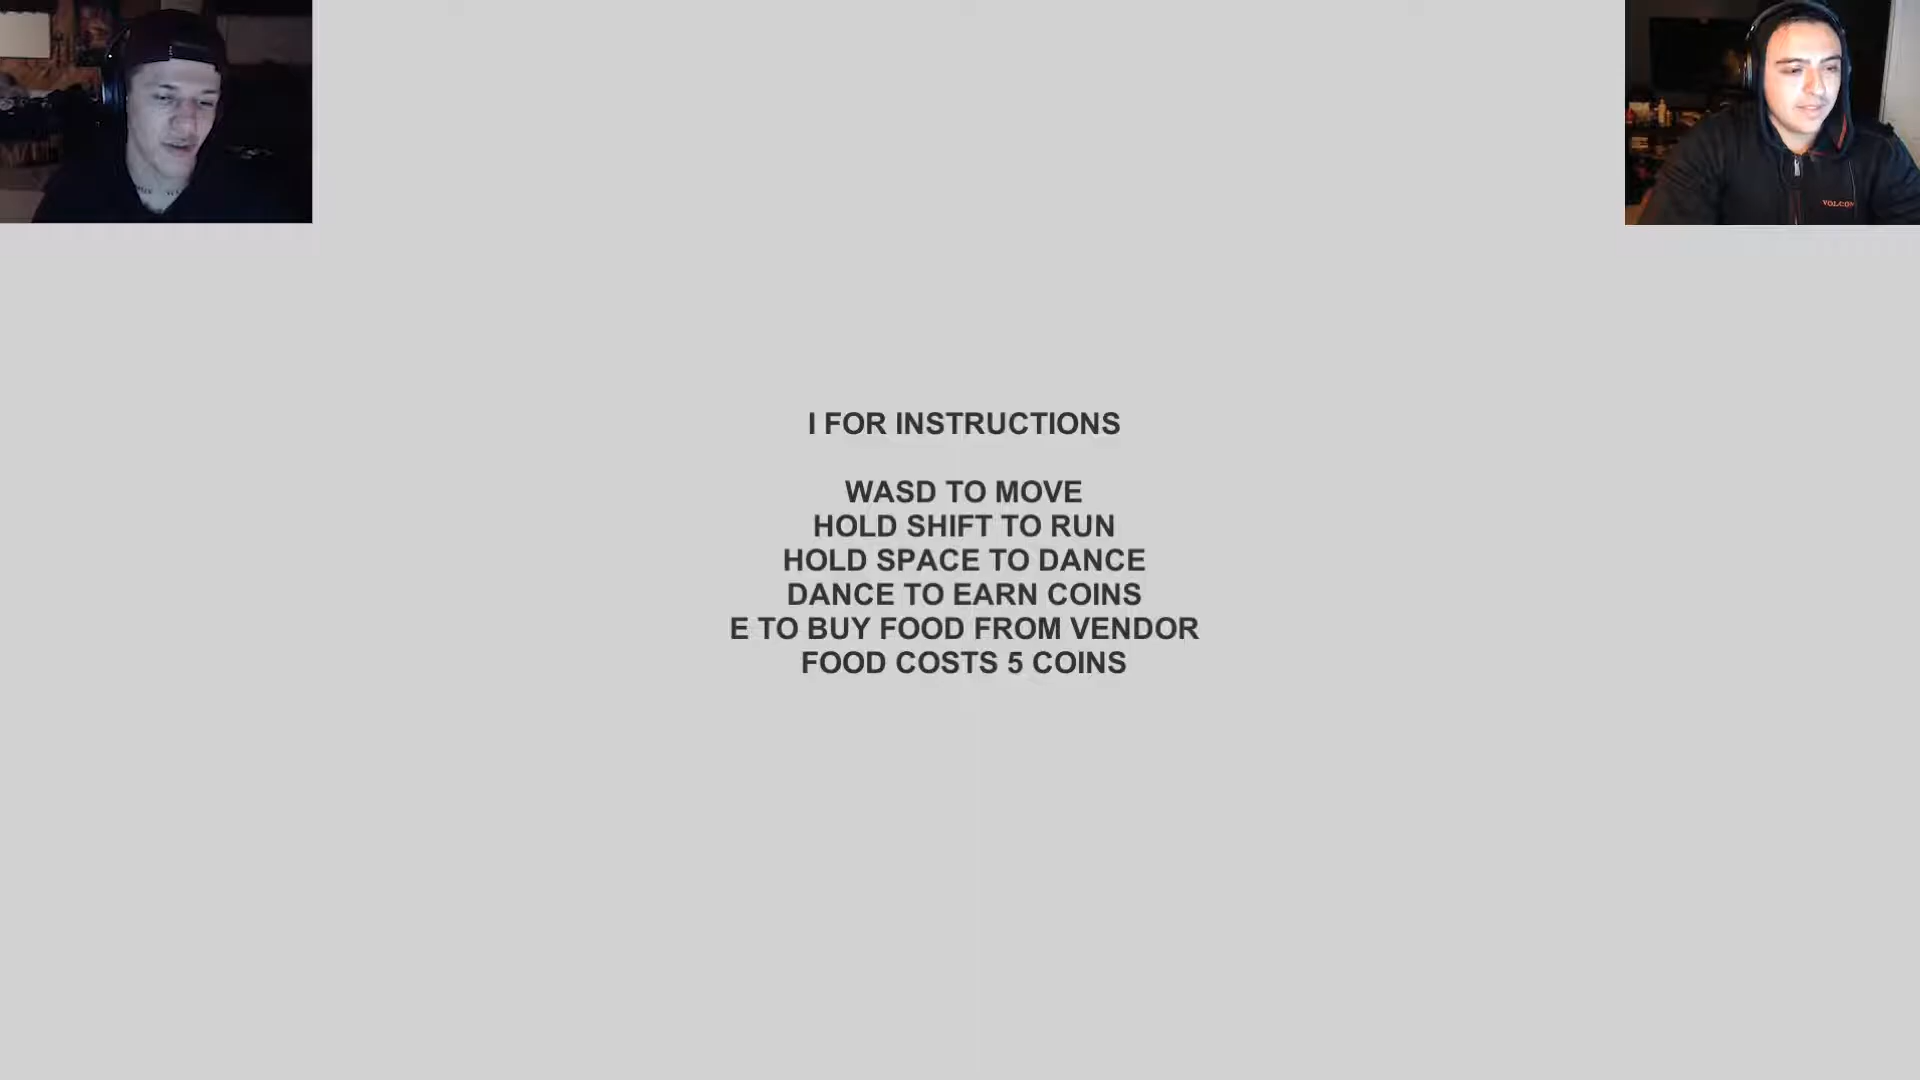 I FOR INSTRUCTIONS
WASD TO MOVE
HOLD SHIFT TO RUN
HOLD SPACE TO DANCE
DANCE TO EARN COINS
E TO BUY FOOD FROM VENDOR
FOOD COSTS 5 COINS